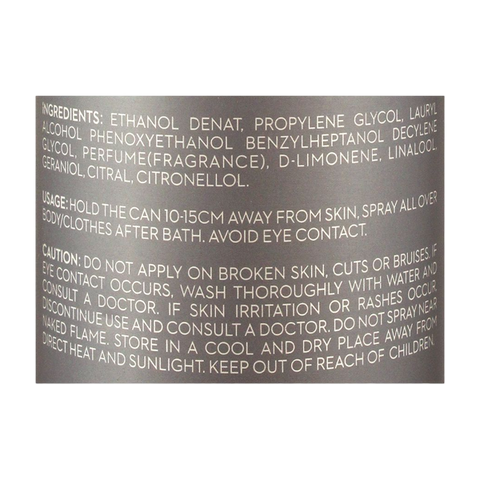 INGREDIENTS: ETHANOL DENAT, PROPYLENE GLYCOL, LAURYL
ALCOHOL PHENOXYETHANOL BENZYLHEPTANOL DECYLENE
GLYCOL, PERFUME(FRAGRANCE), D-LIMONENE, LINALOOL,
GERANIOL, CITRAL, CITRONELLOL.
USAGE: HOLD THE CAN 10-15CM AWAY FROM SKIN, SPRAY ALL OVER
BODY/CLOTHES AFTER BATH. AVOID EYE CONTACT.
CAUTION: DO NOT APPLY ON BROKEN SKIN, CUTS OR BRUISES. IF
EYE CONTACT OCCURS, WASH THOROUGHLY WITH WATER AND
CONSULT A DOCTOR. IF SKIN IRRITATION OR RASHES OCCUR,
DISCONTINUE USE AND CONSULT A DOCTOR. DO NOT SPRAY NEAR
NAKED FLAME. STORE IN A COOL AND DRY PLACE AWAY FROM
DIRECT HEAT AND SUNLIGHT. KEEP OUT OF REACH OF CHILDREN.